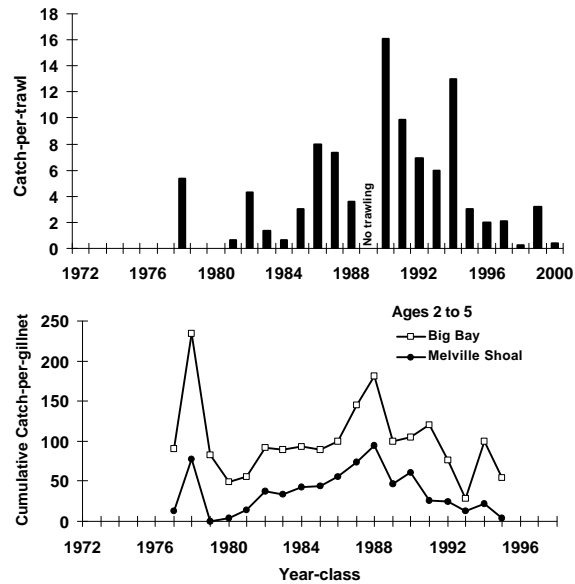 Catch-per-trawl
18
16
14
12
10
8
6
4
2
0
No trawling
1972 1976 1980 1984 1988 1992 1996 2000
Ages 2 to 5
Big Bay
Melville Shoal
Cumulative Catch-per-gillnet
250
200
150
100
50
0
1972 1976 1980 1984 1988 1992 1996
Year-class